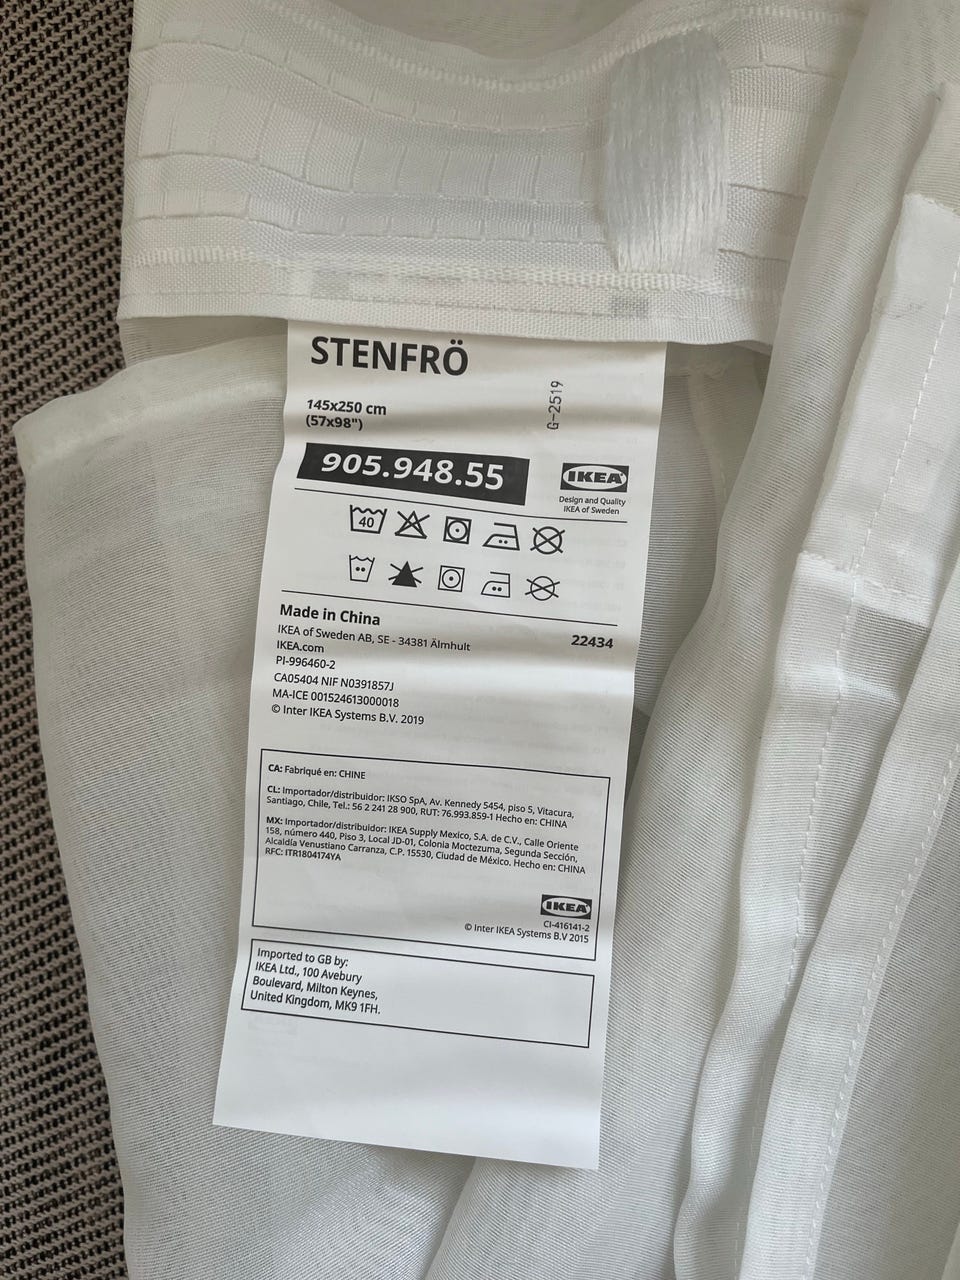 STENFRÖ
145x250 cm
(57x98")
G-2519
905.948.55
IKEA
Design and Quality
IKEA of Sweden
40
Made in China
22434
IKEA of Sweden AB, SE - 34381 Älmhult
IKEA.com
PI-996460-2
CA05404 NIF N0391857J
MA-ICE 001524613000018
© Inter IKEA Systems B.V. 2019
CA: Fabriqué en: CHINE
CL: Importador/distribuidor: IKSO SpA, Av. Kennedy 5454, piso 5, Vitacura,
Santiago, Chile, Tel.: 56 2 241 28 900, RUT: 76.993.859-1 Hecho en: CHINA
MX: Importador/distribuidor: IKEA Supply Mexico, S.A. de C.V., Calle Oriente
158, número 440, Piso 3, Local JD-01, Colonia Moctezuma, Segunda Sección,
Alcaldía Venustiano Carranza, C.P. 15530, Ciudad de México. Hecho en: CHINA
RFC: ITR1804174YA
IKEA
CI-416141-2
© Inter IKEA Systems B.V 2015
Imported to GB by:
IKEA Ltd., 100 Avebury
Boulevard, Milton Keynes,
United Kingdom, MK9 1FH.